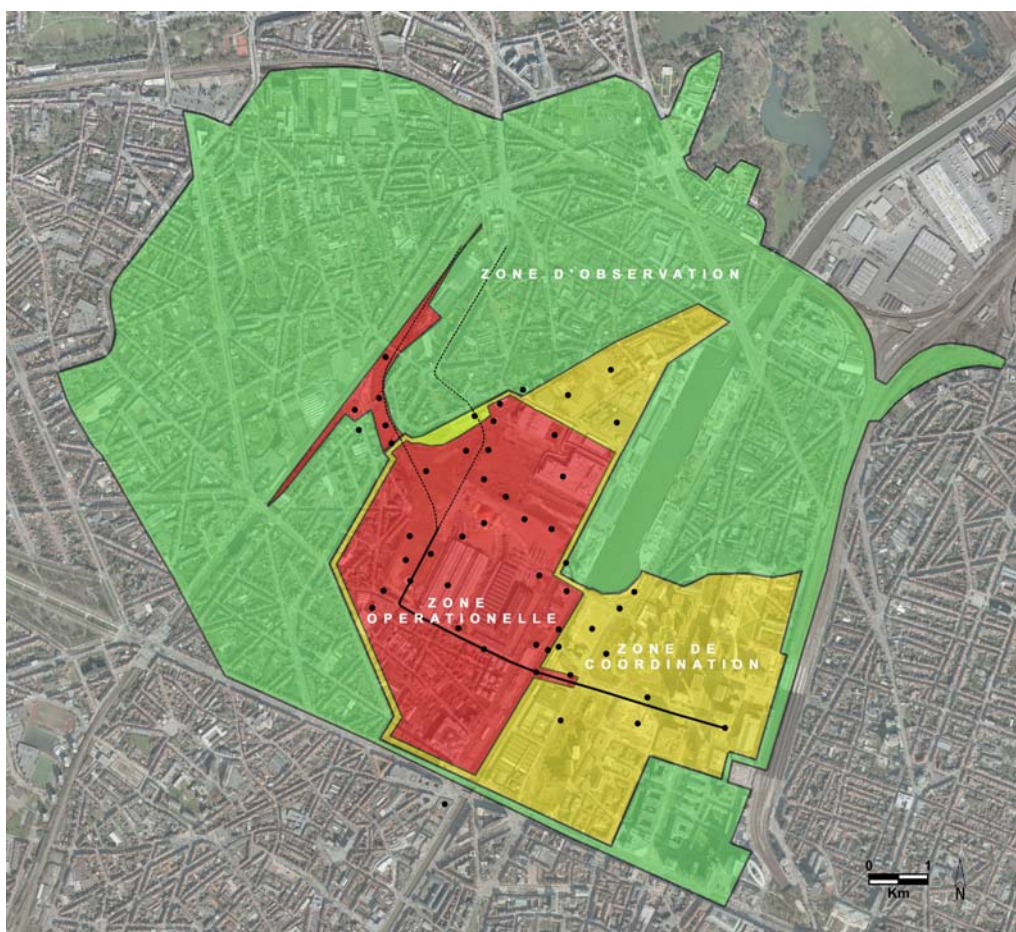 ZONE D'OBSERVATION
ZONE
OPERATIONELLE
ZONE DE
COORDINATION
0 1
Km
N